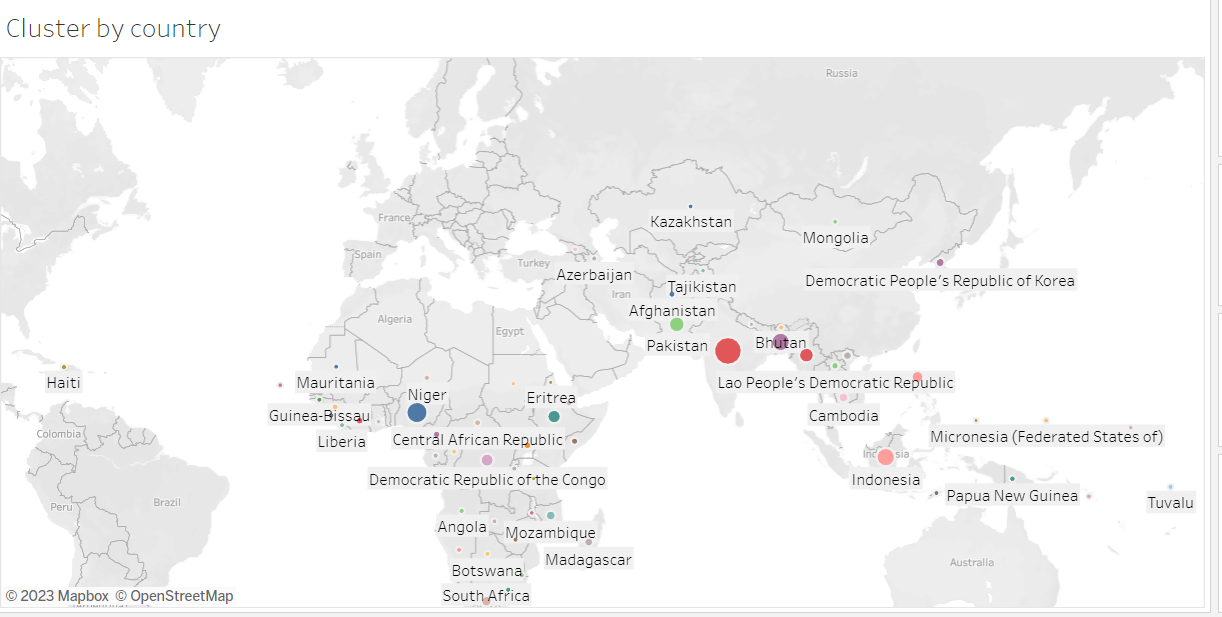 Cluster by country
Russia
Kazakhstan
Mongolia
France
Spain
Turkey
Azerbaijan
Tajikistan
Democratic People's Republic of Korea
Iran
Afghanistan
Algeria
Egypt
Pakistan
Bhutan
Haiti
Mauritania
Niger
Eritrea
Lao People's Democratic Republic
Guinea-Bissau
Cambodia
Colombia
Liberia
Central African Republic
Micronesia (Federated States of)
Indonesia
Democratic Republic of the Congo
Indonesia
Papua New Guinea
Tuvalu
Peru
Brazil
Angola
Mozambique
Madagascar
Australia
Botswana
South Africa
© 2023 Mapbox © OpenStreetMap